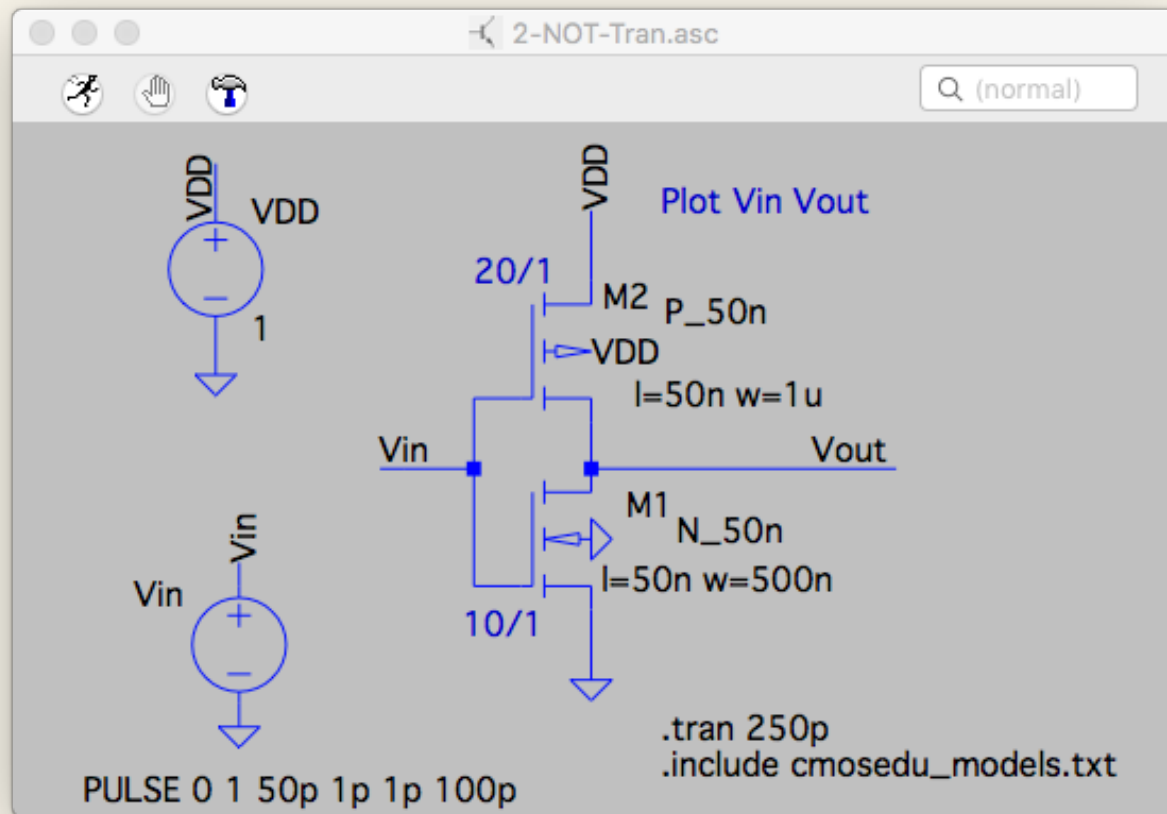 2-NOT-Tran.asc
(normal)
VDD
VDD
1
VDD
Plot Vin Vout
20/1
M2
P_50n
VDD
l=50n w=1u
Vin
Vout
M1
N_50n
l=50n w=500n
10/1
Vin
Vin
PULSE 0 1 50p 1p 1p 100p
.tran 250p
.include cmosedu_models.txt